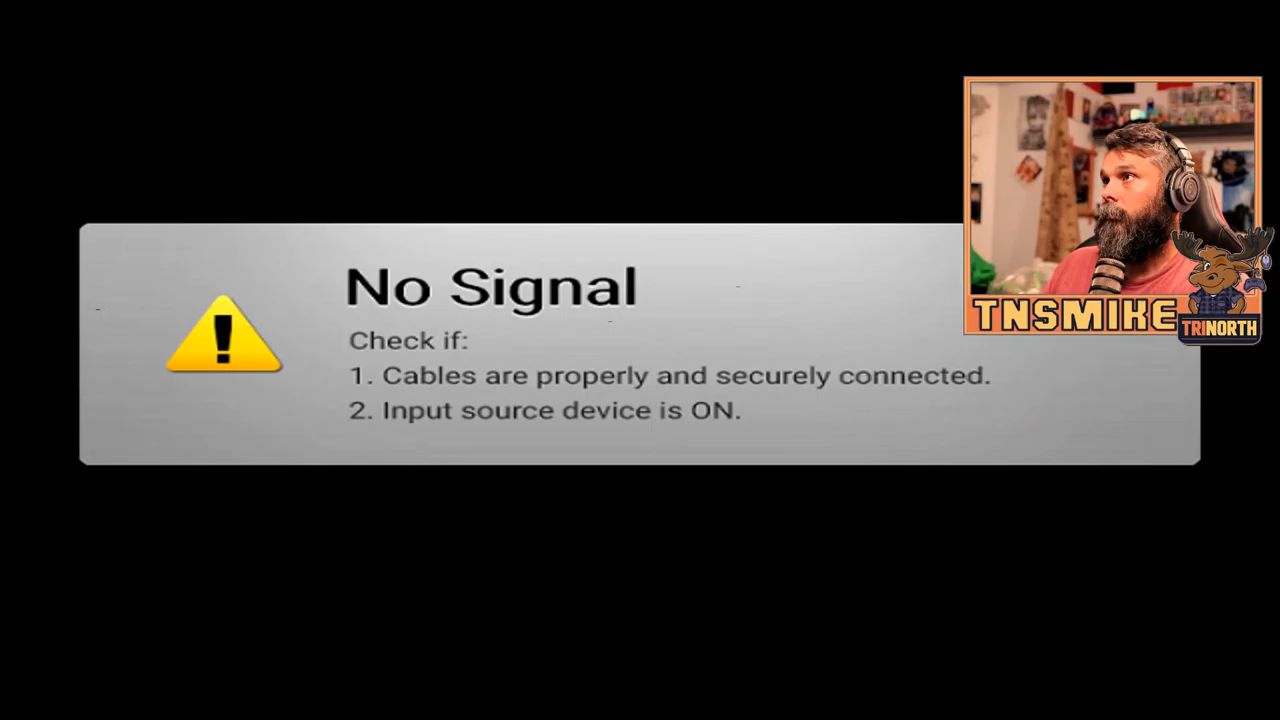 No Signal
Check if:
1. Cables are properly and securely connected.
2. Input source device is ON.
TNSMIKE
TRINORTH